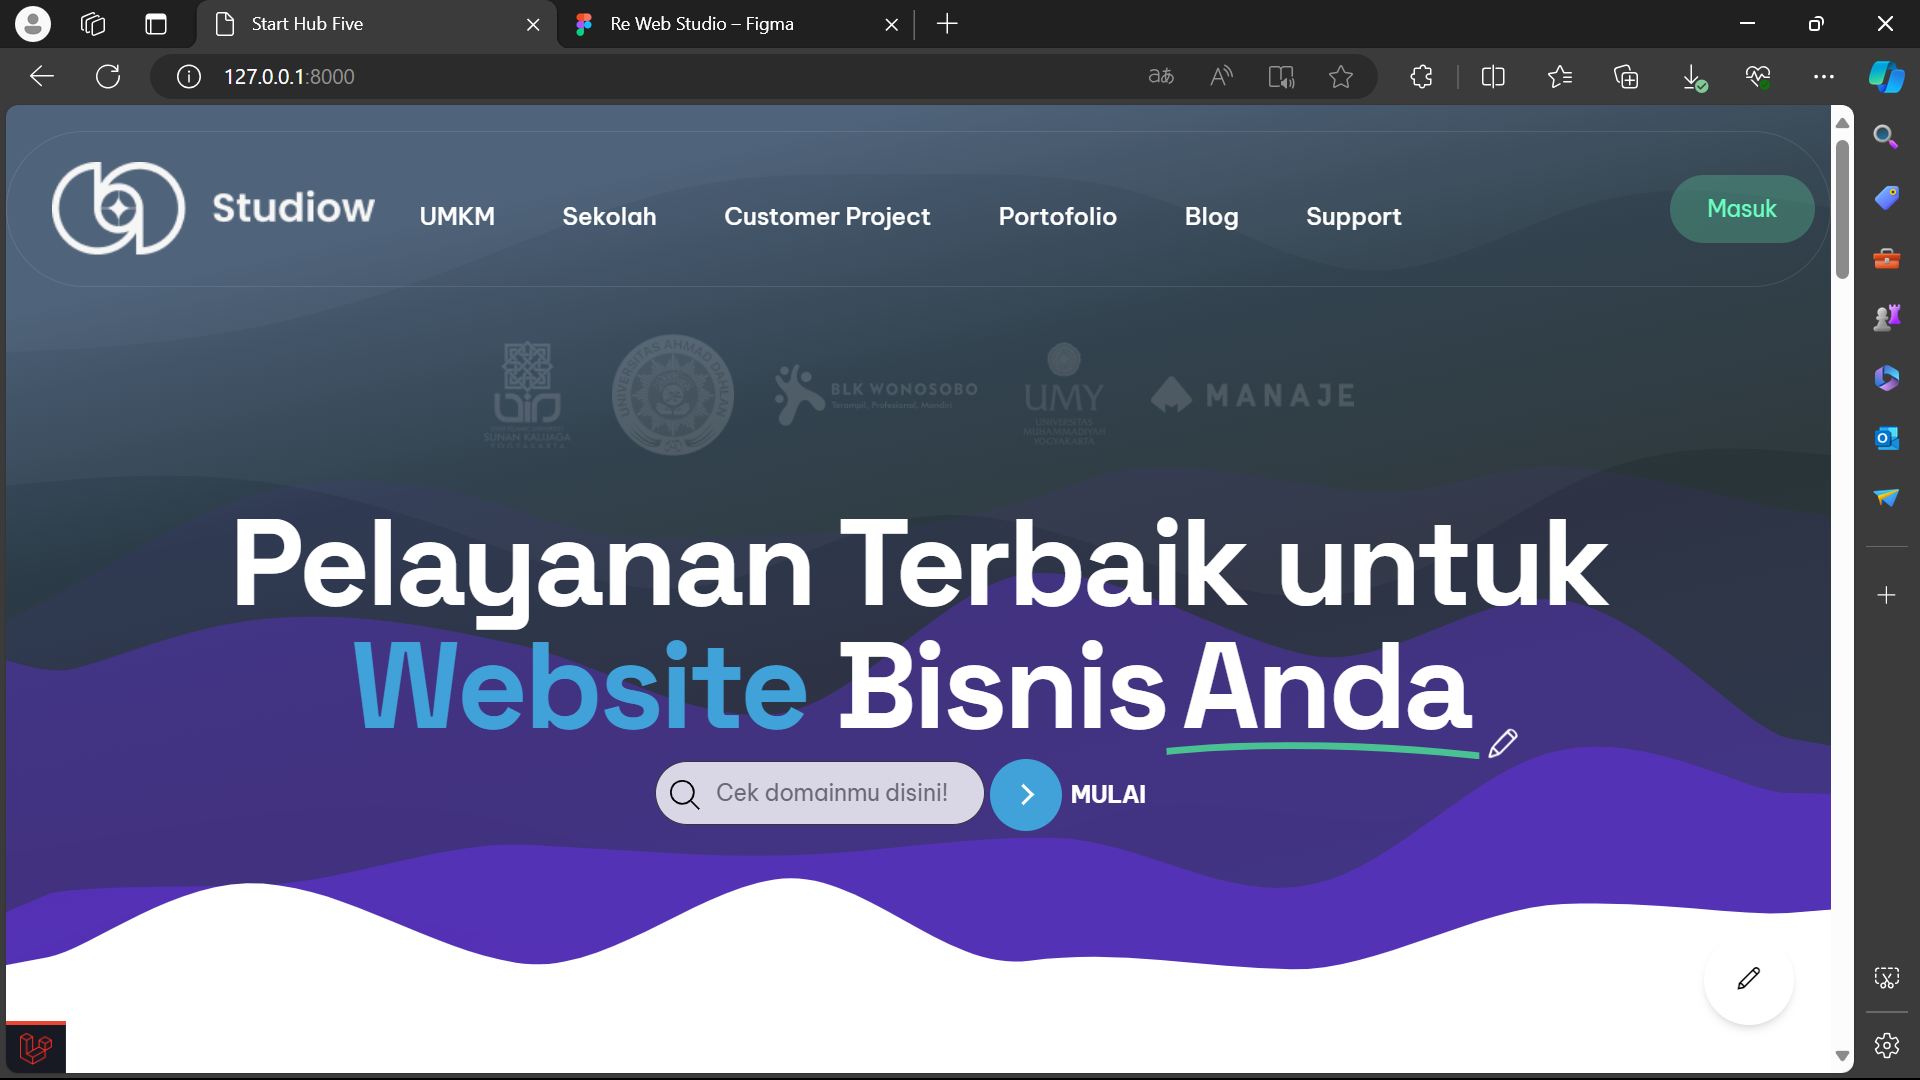 Start Hub Five
Re Web Studio – Figma
127.0.0.1:8000
Studiow
UMKM
Sekolah
Customer Project
Portofolio
Blog
Support
Masuk
SUNAN KALIJAGA
YOGYAKARTA
UNIVERSITAS AHMAD DAHLAN
BLK WONOSOBO
Terampil, Profesional, Mandiri
UMY
UNIVERSITAS
MUHAMMADIYAH
YOGYAKARTA
MANAJE
Pelayanan Terbaik untuk
Website Bisnis Anda
Cek domainmu disini!
MULAI